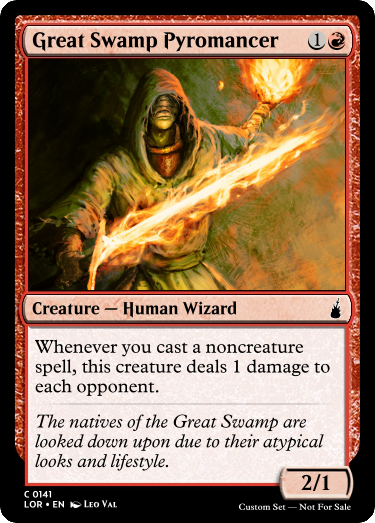 Great Swamp Pyromancer 1
Creature — Human Wizard
Whenever you cast a noncreature
spell, this creature deals 1 damage to
each opponent.
The natives of the Great Swamp are
looked down upon due to their atypical
looks and lifestyle.
2/1
C 0141
LOR • EN Leo Val
Custom Set — Not For Sale